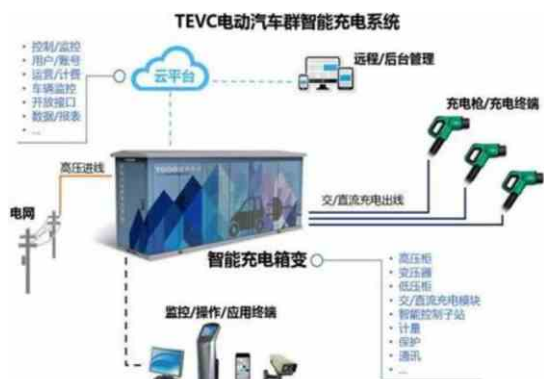 TEVC电动汽车群智能充电系统
控制/监控
用户/账号
运营/计费
车辆监控
开放接口
数据/报表
...
云平台
远程/后台管理
充电枪/充电终端
高压进线
电网
交/直流充电出线
智能充电箱变
高压柜
变压器
低压柜
交/直流充电模块
智能控制子站
计量
保护
通讯
...
监控/操作/应用终端